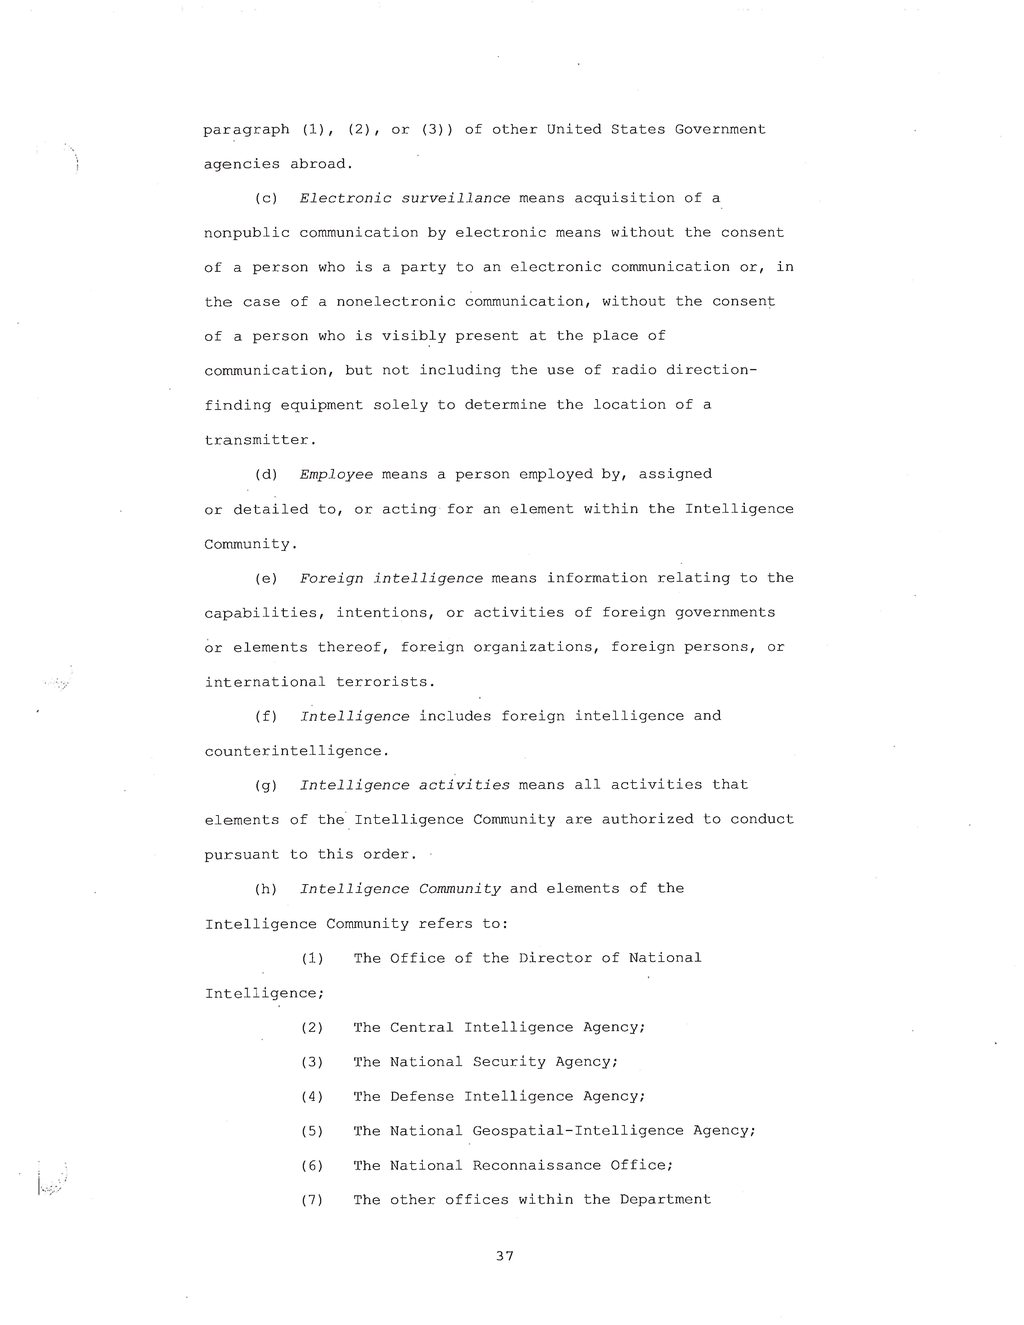 paragraph (1), (2), or (3)) of other United States Government
agencies abroad.
(c) Electronic surveillance means acquisition of a
nonpublic communication by electronic means without the consent
of a person who is a party to an electronic communication or, in
the case of a nonelectronic communication, without the consent
of a person who is visibly present at the place of
communication, but not including the use of radio direction-
finding equipment solely to determine the location of a
transmitter.
(d) Employee means a person employed by, assigned
or detailed to, or acting for an element within the Intelligence
Community.
(e) Foreign intelligence means information relating to the
capabilities, intentions, or activities of foreign governments
or elements thereof, foreign organizations, foreign persons, or
international terrorists.
(f) Intelligence includes foreign intelligence and
counterintelligence.
(g) Intelligence activities means all activities that
elements of the Intelligence Community are authorized to conduct
pursuant to this order.
(h) Intelligence Community and elements of the
Intelligence Community refers to:
(1) The Office of the Director of National
Intelligence;
(2) The Central Intelligence Agency;
(3) The National Security Agency;
(4) The Defense Intelligence Agency;
(5) The National Geospatial-Intelligence Agency;
(6) The National Reconnaissance Office;
(7) The other offices within the Department
37